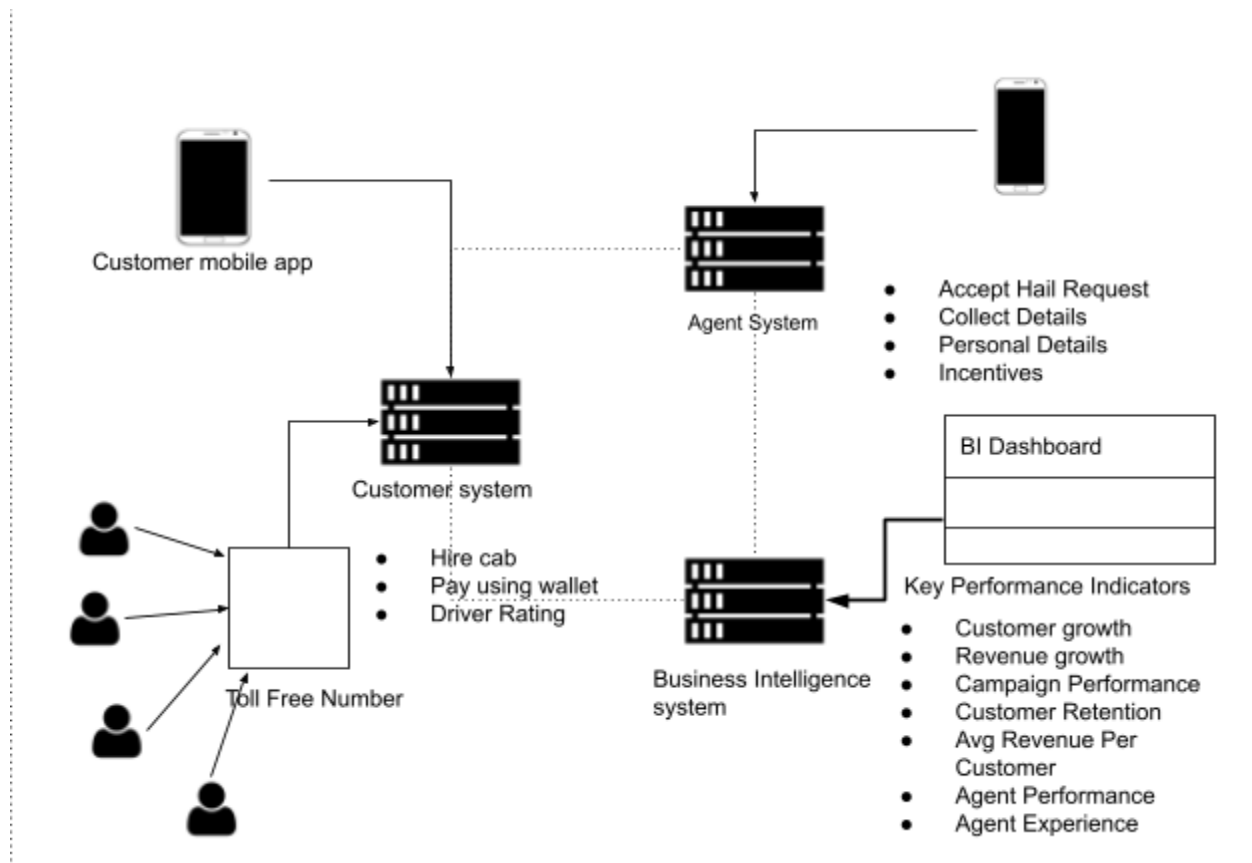 Customer mobile app
Agent System
● Accept Hail Request
● Collect Details
● Personal Details
● Incentives
Customer system
● Hire cab
● Pay using wallet
● Driver Rating
Toll Free Number
BI Dashboard
Business Intelligence
system
Key Performance Indicators
● Customer growth
● Revenue growth
● Campaign Performance
● Customer Retention
● Avg Revenue Per
Customer
● Agent Performance
● Agent Experience